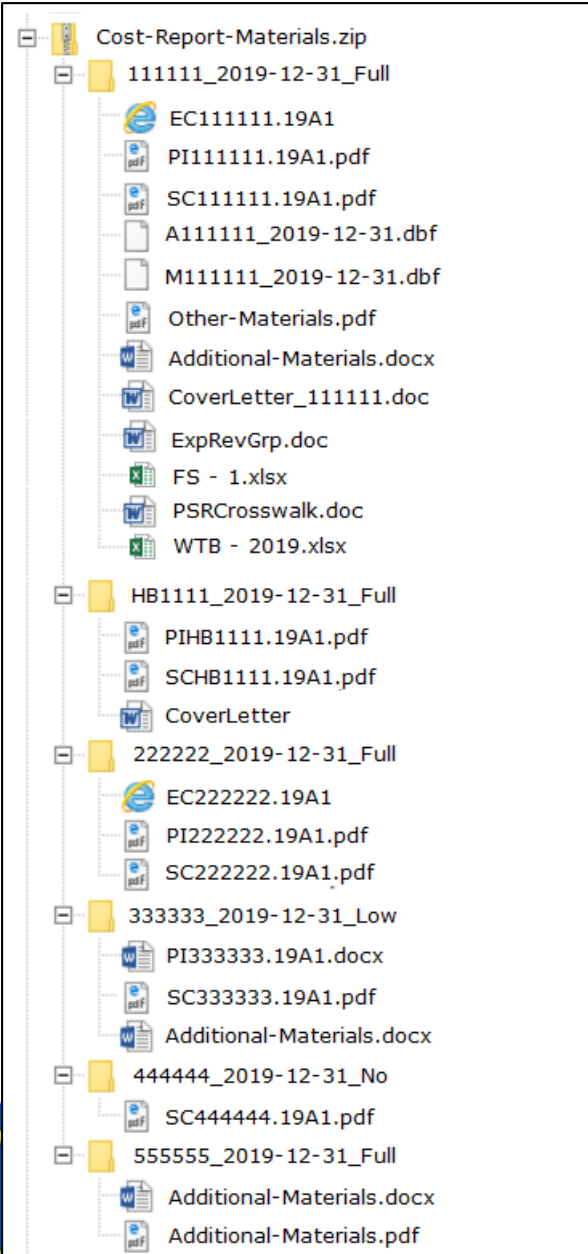 Cost-Report-Materials.zip
111111_2019-12-31_Full
EC111111.19A1
PI111111.19A1.pdf
SC111111.19A1.pdf
A111111_2019-12-31.dbf
M111111_2019-12-31.dbf
Other-Materials.pdf
Additional-Materials.docx
CoverLetter_111111.doc
ExpRevGrp.doc
FS - 1.xlsx
PSRCrosswalk.doc
WTB - 2019.xlsx
HB1111_2019-12-31_Full
PIHB1111.19A1.pdf
SCHB1111.19A1.pdf
CoverLetter
222222_2019-12-31_Full
EC222222.19A1
PI222222.19A1.pdf
SC222222.19A1.pdf
333333_2019-12-31_Low
PI333333.19A1.docx
SC333333.19A1.pdf
Additional-Materials.docx
444444_2019-12-31_No
SC444444.19A1.pdf
555555_2019-12-31_Full
Additional-Materials.docx
Additional-Materials.pdf